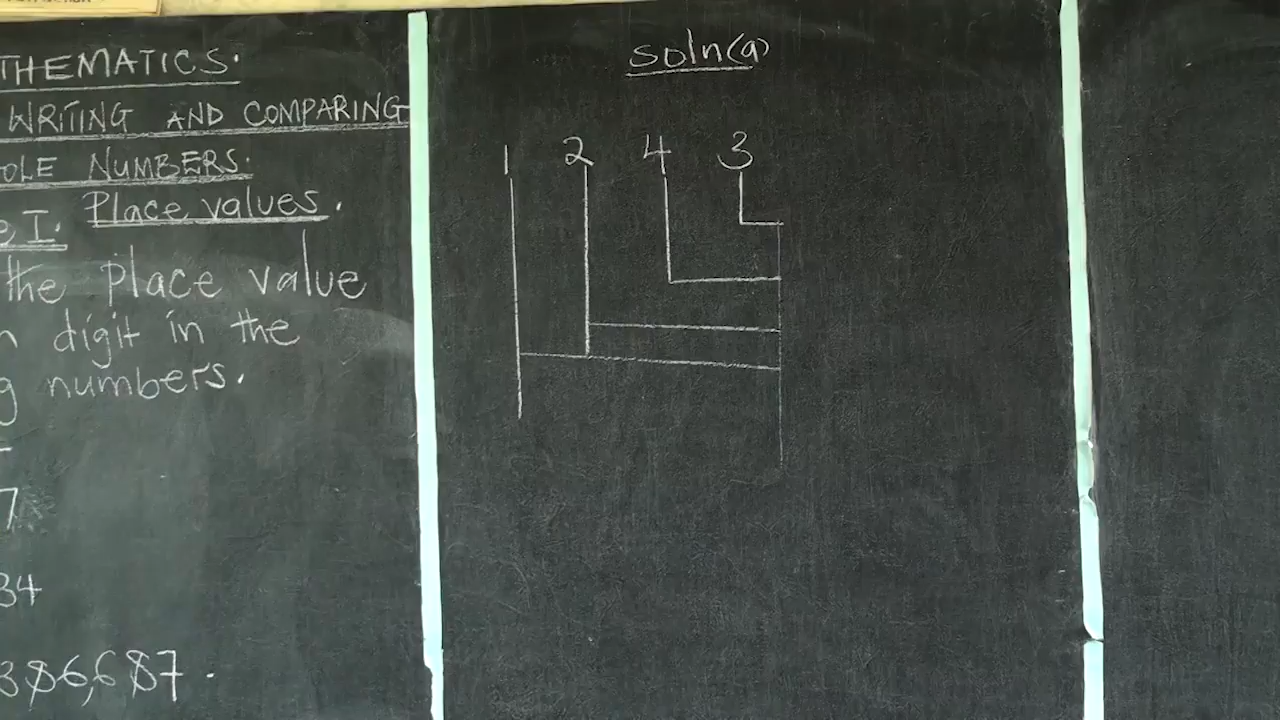 THEMATICS.
WRITING AND COMPARING
OLE NUMBERS.
e I. Place values.
the place value
n digit in the
g numbers.
7
34
soln(a)
1 2 4 3